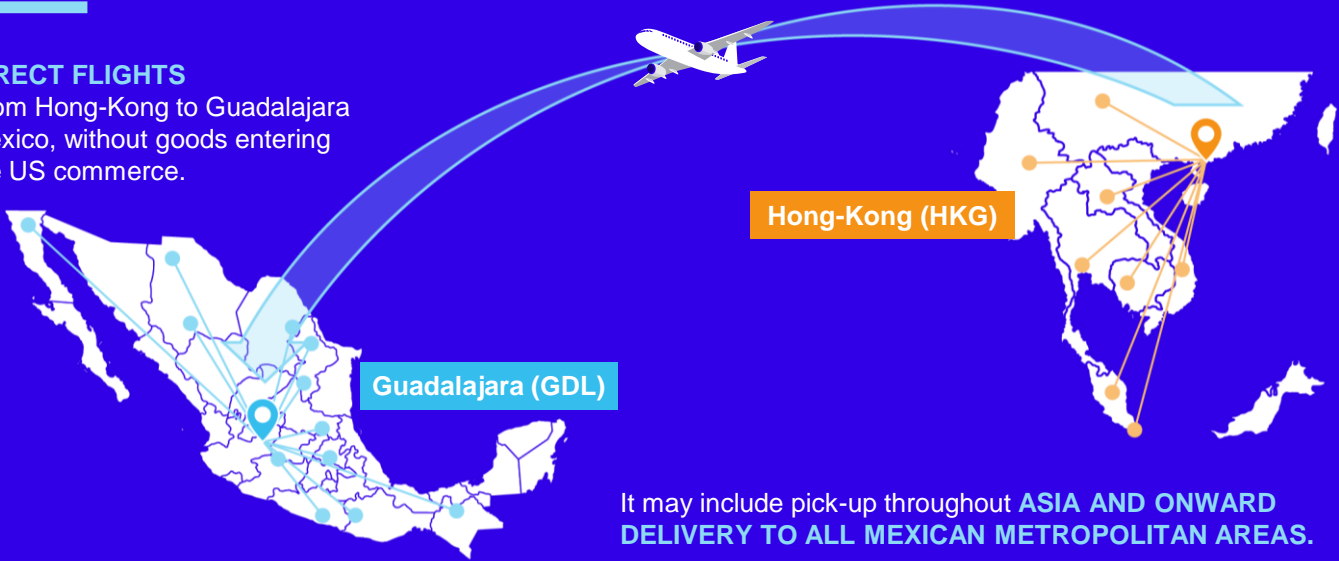 RECT FLIGHTS
om Hong-Kong to Guadalajara
exico, without goods entering
e US commerce.
Hong-Kong (HKG)
Guadalajara (GDL)
It may include pick-up throughout ASIA AND ONWARD
DELIVERY TO ALL MEXICAN METROPOLITAN AREAS.